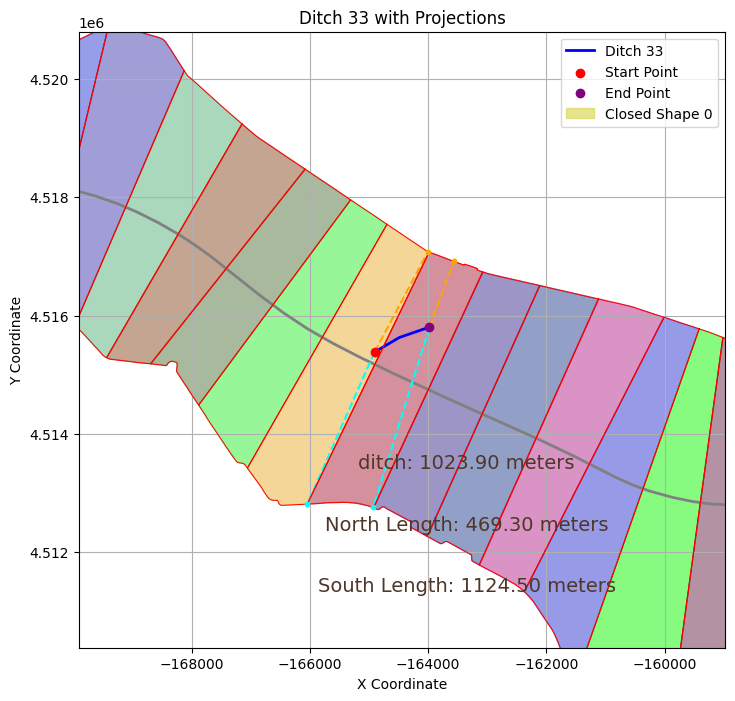 Ditch 33 with Projections
1e6
Ditch 33
Start Point
End Point
Closed Shape 0
4.520
4.518
4.516
4.514
4.512
Y Coordinate
ditch: 1023.90 meters
North Length: 469.30 meters
South Length: 1124.50 meters
−168000
−166000
−164000
−162000
−160000
X Coordinate